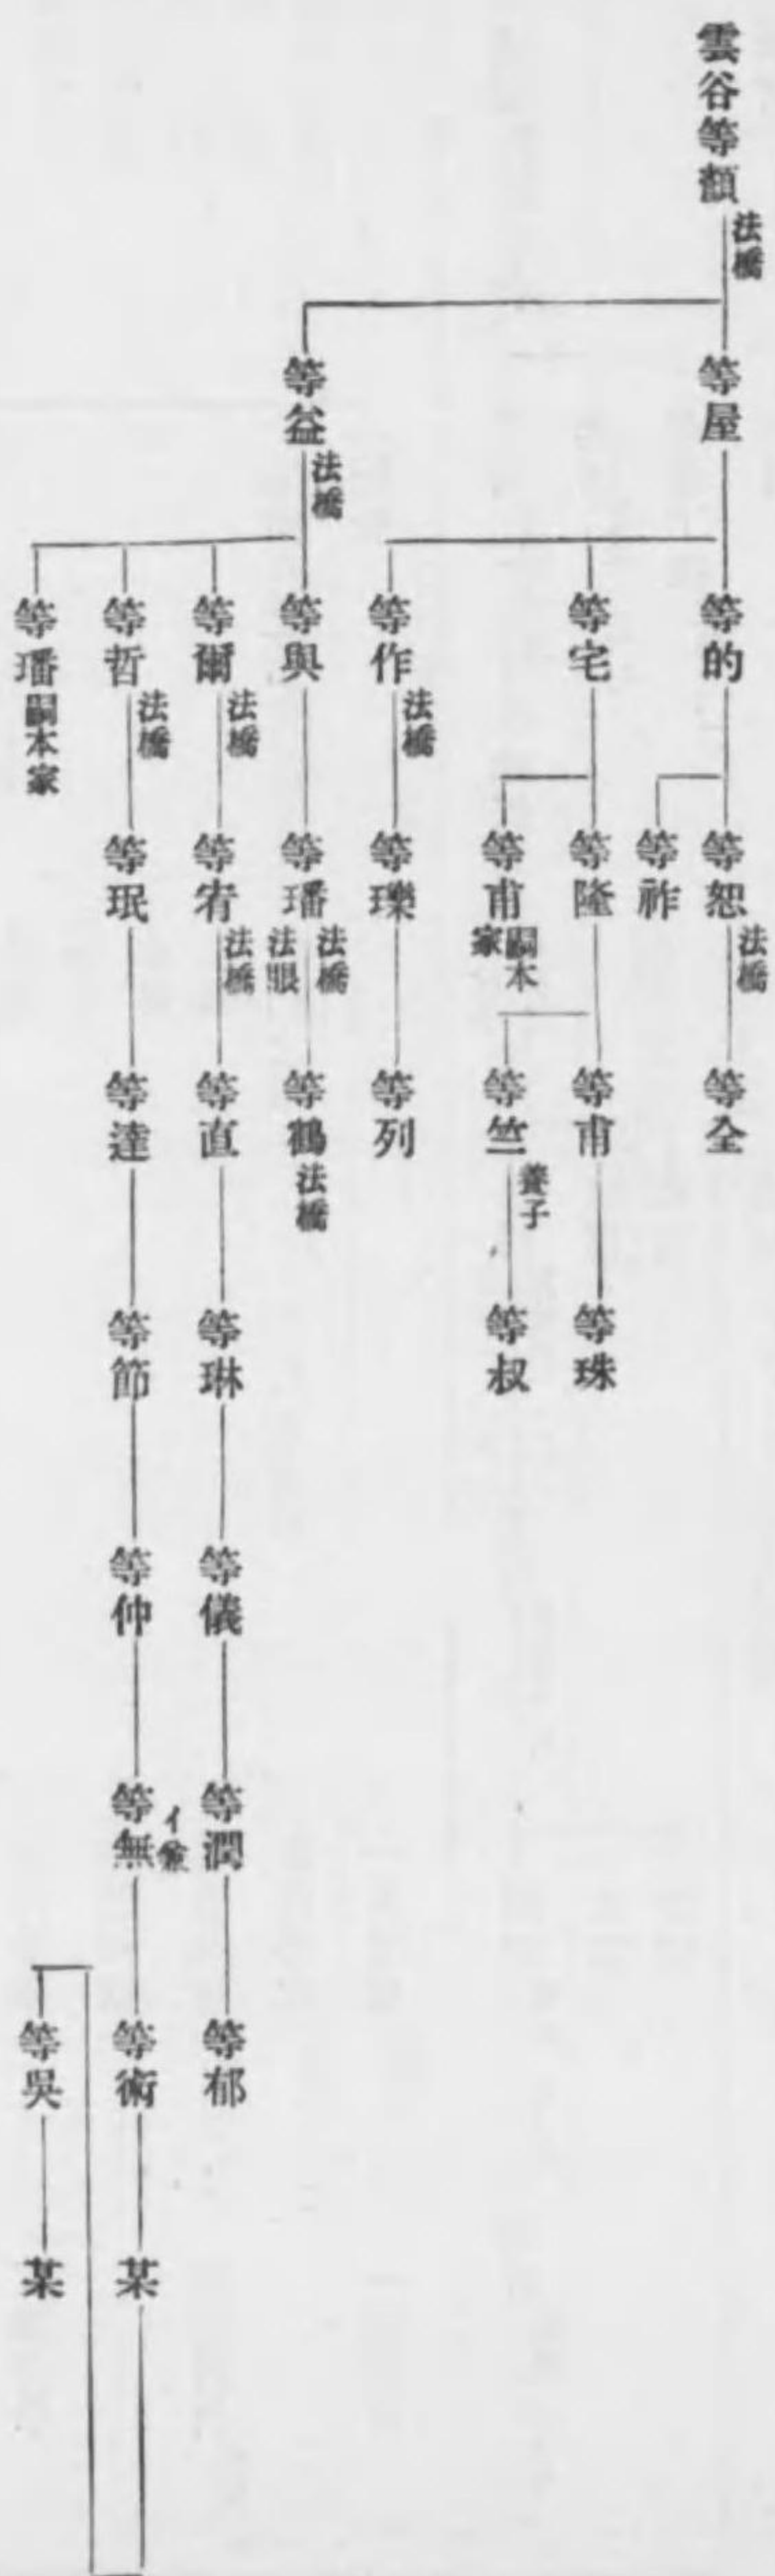 雲谷等顏 法橋
等屋
等的
等恕 法橋
等全
等祚
等宅
等隆
等甫
等珠
等竺 養子
等叔
等甫 嗣本家
等作 法橋
等璨
等列
等益 法橋
等與
等璠 法橋 法眼
等鶴 法橋
等爾 法橋
等宥 法橋
等直
等琳
等儀
等潤
等郁
等哲 法橋
等珉
等達
等節
等仲
等無 イ
等術
某
等吳
某
等璠 嗣本家